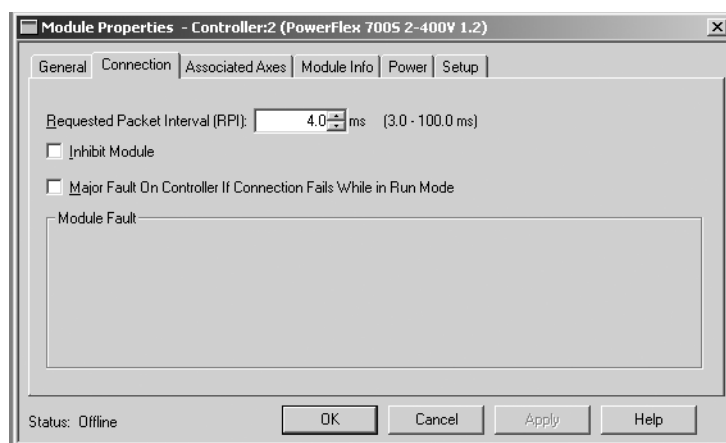 Module Properties - Controller:2 (PowerFlex 700S 2-400V 1.2)
General Connection Associated Axes Module Info Power Setup
Requested Packet Interval (RPI): 4.0 ms (3.0 - 100.0 ms)
Inhibit Module
Major Fault On Controller If Connection Fails While in Run Mode
Module Fault
Status: Offline OK Cancel Apply Help